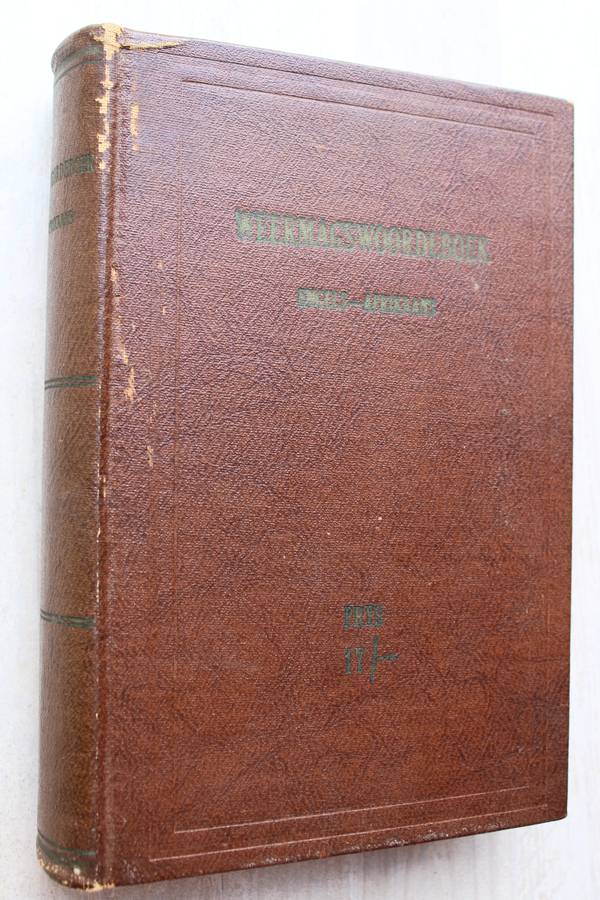 WEERMAGSWOORDEBOEK
ENGELS—AFRIKAANS
PRYS
17/-